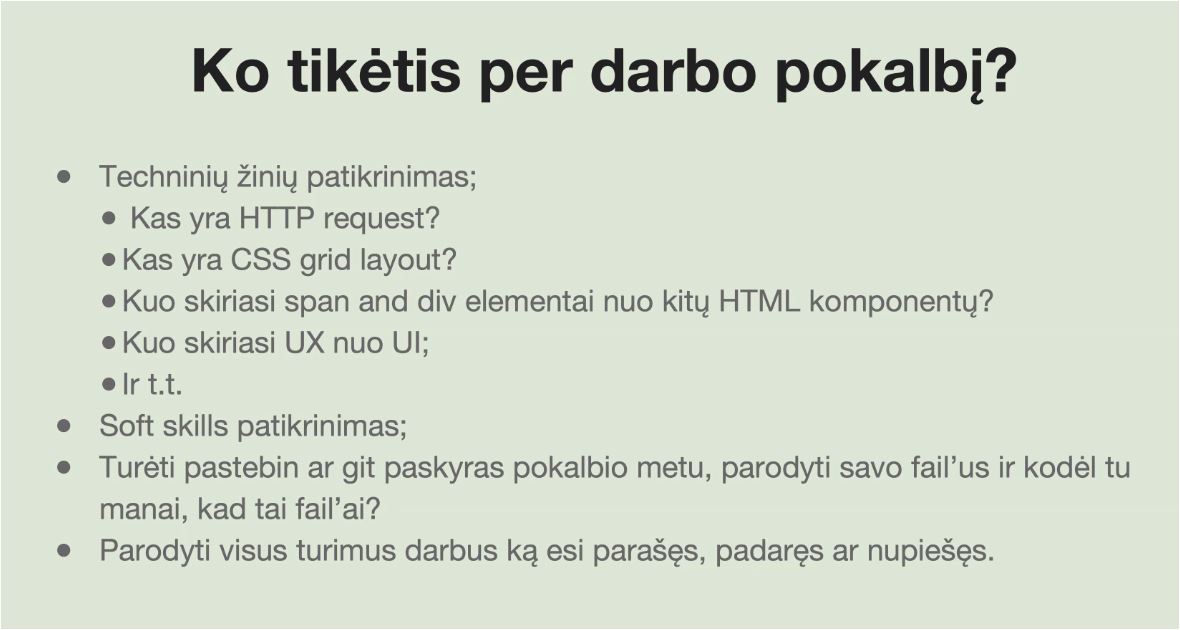 Ko tikėtis per darbo pokalbį?
● Techninių žinių patikrinimas;
● Kas yra HTTP request?
● Kas yra CSS grid layout?
● Kuo skiriasi span and div elementai nuo kitų HTML komponentų?
● Kuo skiriasi UX nuo UI;
● Ir t.t.
● Soft skills patikrinimas;
● Turėti pastebin ar git paskyras pokalbio metu, parodyti savo fail’us ir kodėl tu
manai, kad tai fail’ai?
● Parodyti visus turimus darbus ką esi parašęs, padaręs ar nupiešęs.